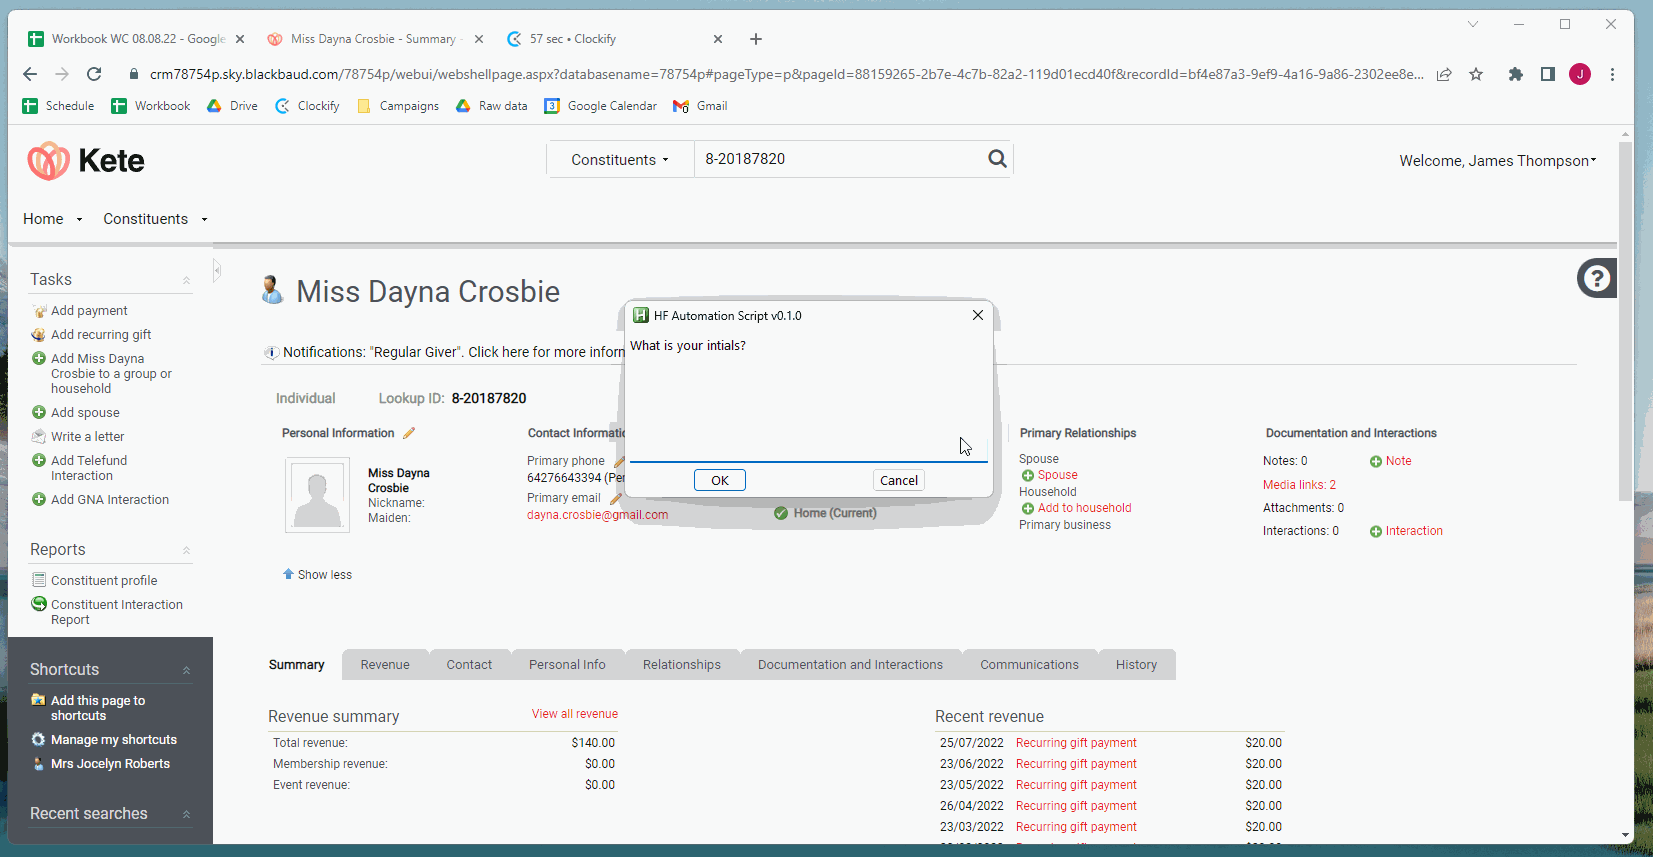 Workbook WC 08.08.22 - Google
Miss Dayna Crosbie - Summary -
57 sec • Clockify
crm78754p.sky.blackbaud.com/78754p/webui/webshellpage.aspx?databasename=78754p#pageType=p&pageId=88159265-2b7e-4c7b-82a2-119d01ecd40f&recordId=bf4e87a3-9ef9-4a16-9a86-2302ee8e...
J
Schedule
Workbook
Drive
Clockify
Campaigns
Raw data
Google Calendar
Gmail
Kete
Constituents
8-20187820
Welcome, James Thompson
Home
Constituents
Tasks
Add payment
Add recurring gift
Add Miss Dayna
Crosbie to a group or
household
Add spouse
Write a letter
Add Telefund
Interaction
Add GNA Interaction
Reports
Constituent profile
Constituent Interaction
Report
Shortcuts
Add this page to
shortcuts
Manage my shortcuts
Mrs Jocelyn Roberts
Recent searches
Miss Dayna Crosbie
Notifications: "Regular Giver". Click here for more inforn
Individual
Lookup ID: 8-20187820
Personal Information
Miss Dayna
Crosbie
Nickname:
Maiden:
Show less
Contact Informatic
Primary phone
64276643394 (Per
Primary email
dayna.crosbie@gmail.com
HF Automation Script v0.1.0
What is your intials?
OK
Cancel
Home (Current)
Primary Relationships
Spouse
Spouse
Household
Add to household
Primary business
Documentation and Interactions
Notes: 0
Note
Media links: 2
Attachments: 0
Interactions: 0
Interaction
Summary
Revenue
Contact
Personal Info
Relationships
Documentation and Interactions
Communications
History
Revenue summary
View all revenue
Total revenue: $140.00
Membership revenue: $0.00
Event revenue: $0.00
Recent revenue
25/07/2022 Recurring gift payment $20.00
23/06/2022 Recurring gift payment $20.00
23/05/2022 Recurring gift payment $20.00
26/04/2022 Recurring gift payment $20.00
23/03/2022 Recurring gift payment $20.00